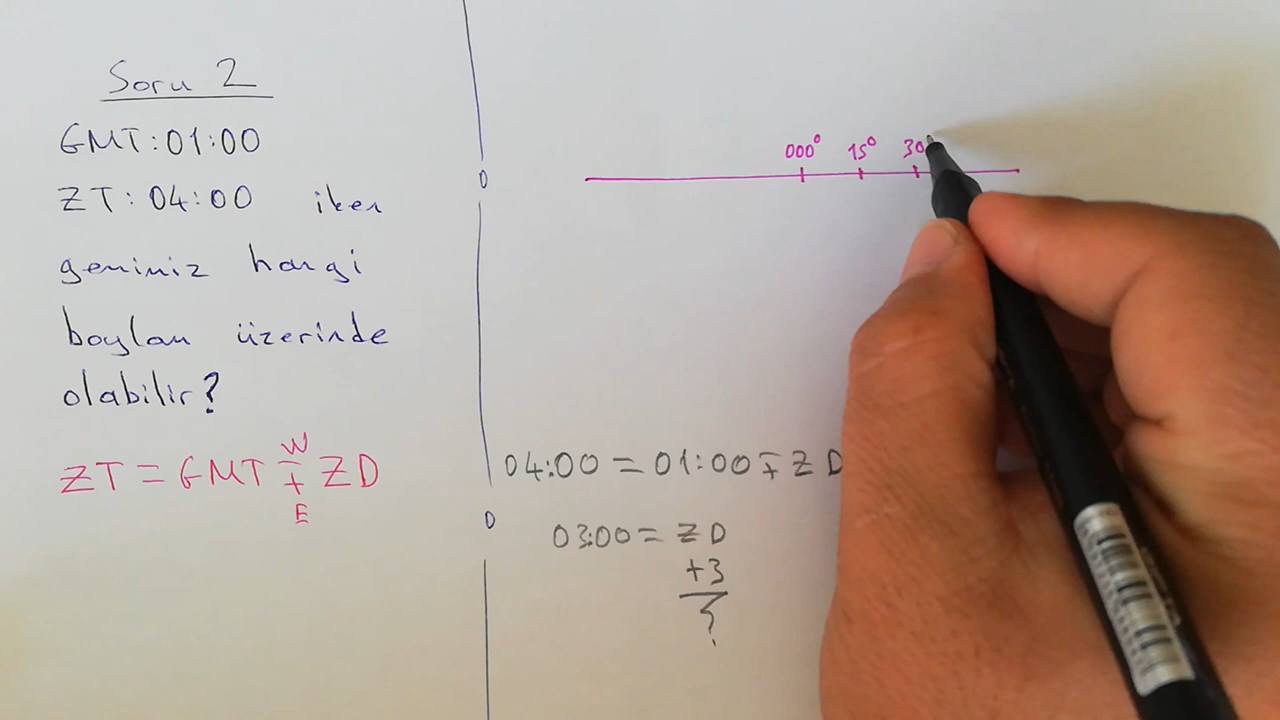 Soru 2
GMT:01:00
ZT:04:00 iken
geminiz hangi
boylam üzerinde
olabilir?
W
ZT = GMT ∓ ZD
E
000° 15° 30
04:00 = 01:00 ∓ ZD
03:00 = ZD
+3
?